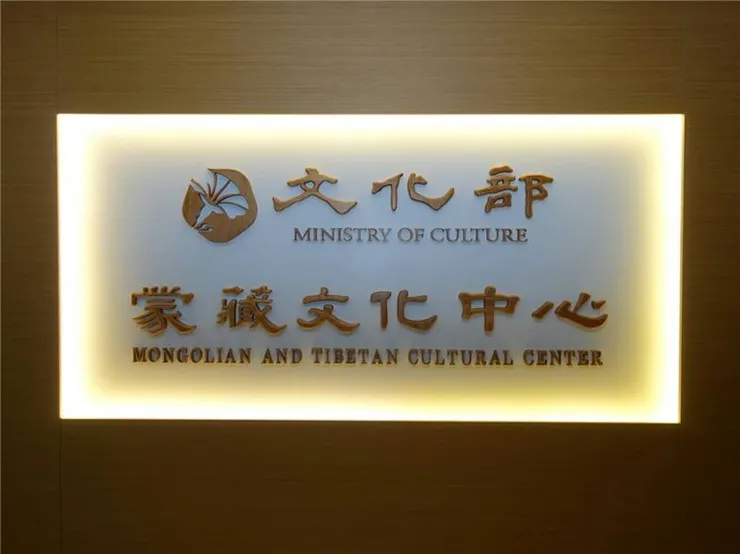 文化部
MINISTRY OF CULTURE
蒙藏文化中心
MONGOLIAN AND TIBETAN CULTURAL CENTER